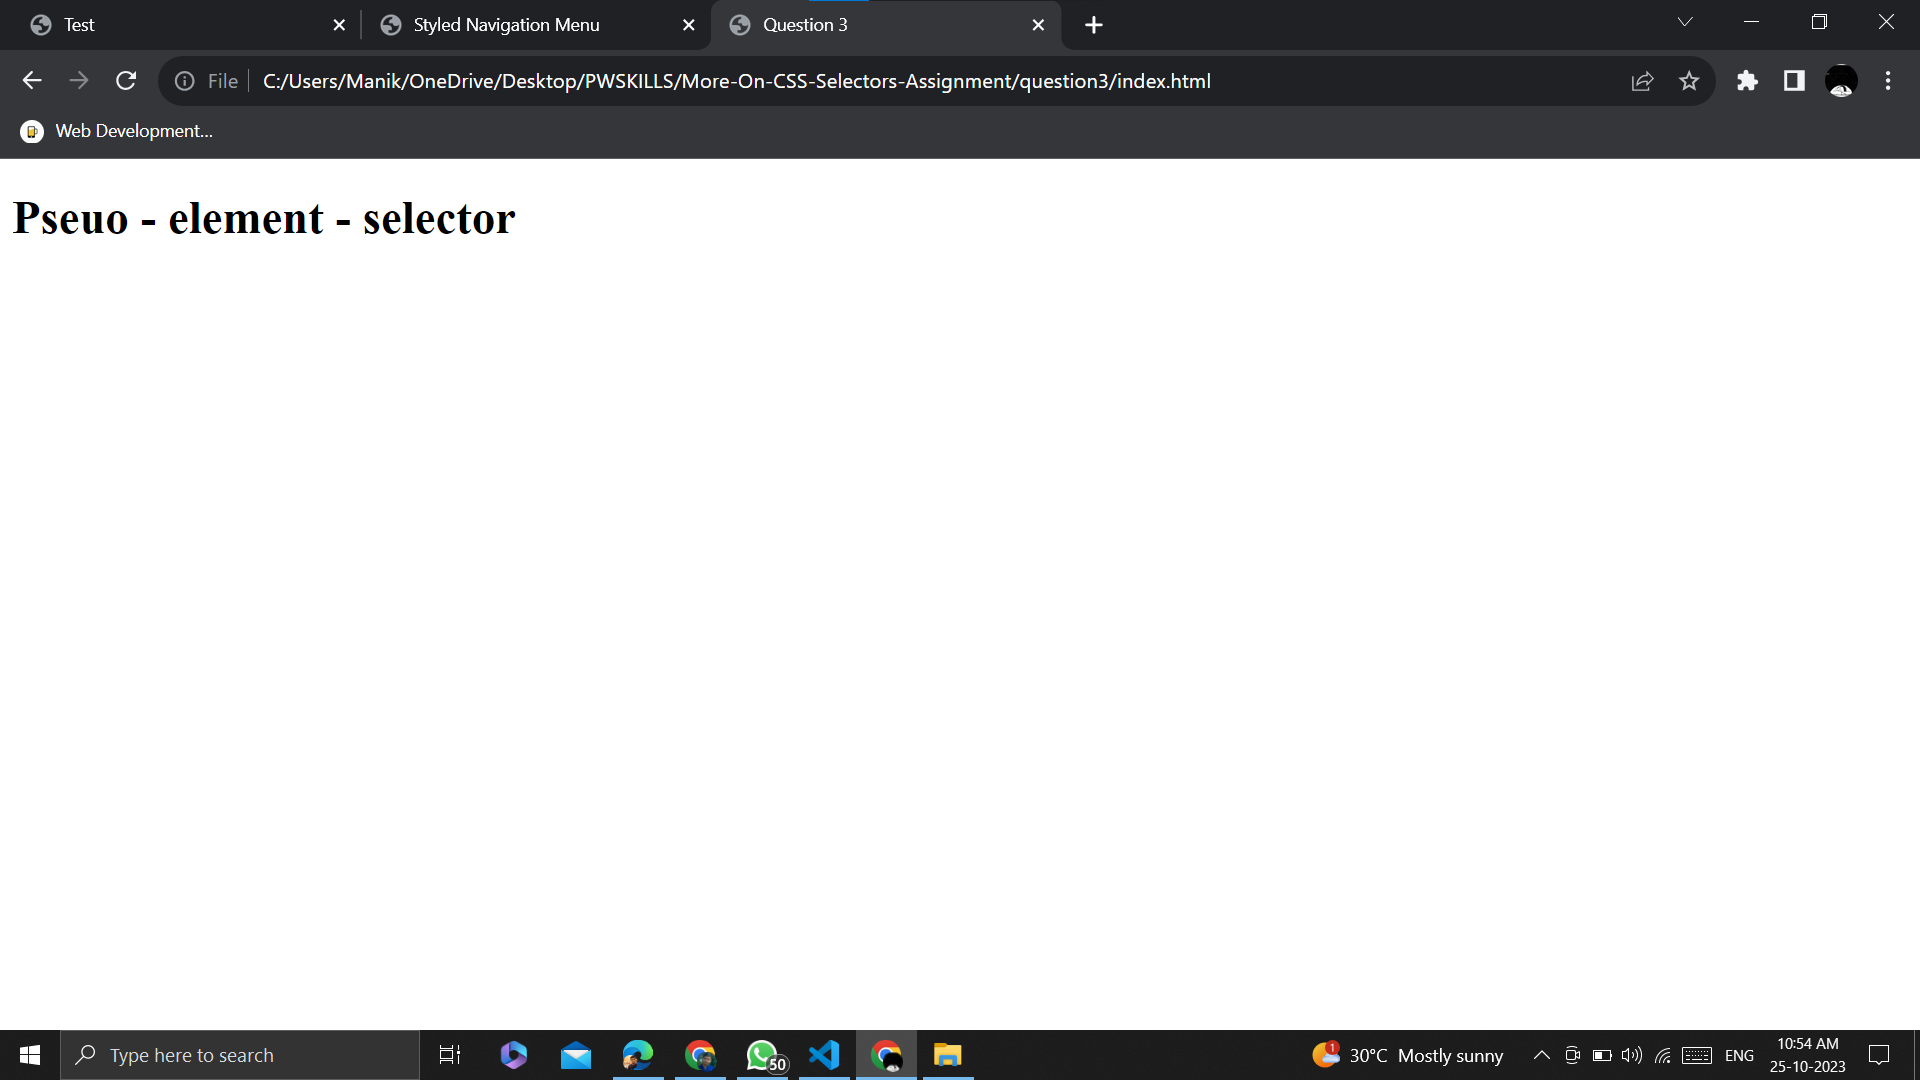 Test
Styled Navigation Menu
Question 3
File
C:/Users/Manik/OneDrive/Desktop/PWSKILLS/More-On-CSS-Selectors-Assignment/question3/index.html
Web Development...
Pseuo - element - selector
Type here to search
50
1
30°C Mostly sunny
ENG
10:54 AM
25-10-2023